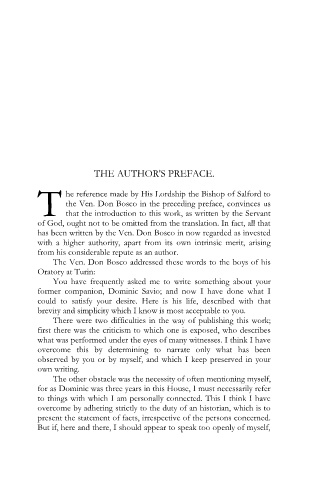 THE AUTHOR'S PREFACE.
The reference made by His Lordship the Bishop of Salford to
the Ven. Don Bosco in the preceding preface, convinces us
that the introduction to this work, as written by the Servant
of God, ought not to be omitted from the translation. In fact, all that
has been written by the Ven. Don Bosco in now regarded as invested
with a higher authority, apart from its own intrinsic merit, arising
from his considerable repute as an author.
The Ven. Don Bosco addressed these words to the boys of his
Oratory at Turin:
You have frequently asked me to write something about your
former companion, Dominic Savio; and now I have done what I
could to satisfy your desire. Here is his life, described with that
brevity and simplicity which I know is most acceptable to you.
There were two difficulties in the way of publishing this work;
first there was the criticism to which one is exposed, who describes
what was performed under the eyes of many witnesses. I think I have
overcome this by determining to narrate only what has been
observed by you or by myself, and which I keep preserved in your
own writing.
The other obstacle was the necessity of often mentioning myself,
for as Dominic was three years in this House, I must necessarily refer
to things with which I am personally connected. This I think I have
overcome by adhering strictly to the duty of an historian, which is to
present the statement of facts, irrespective of the persons concerned.
But if, here and there, I should appear to speak too openly of myself,